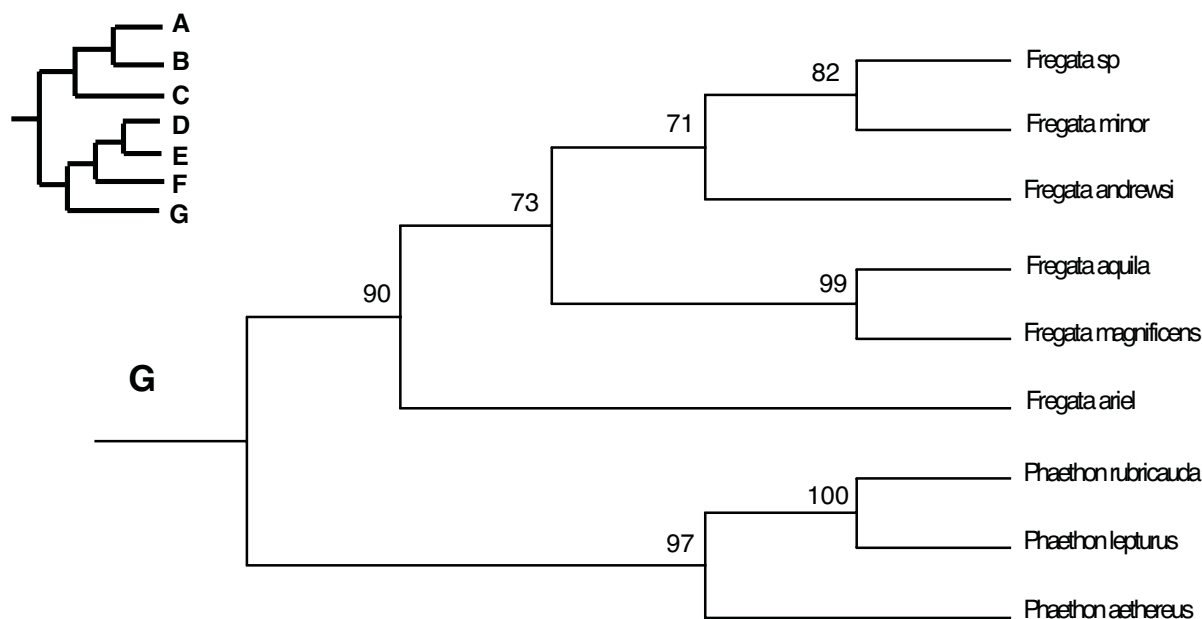 A
B
C
D
E
F
G
82
Fregata sp
71
Fregata minor
73
Fregata andrewsi
90
99
Fregata aquila
Fregata magnificens
G
Fregata ariel
100
Phaethon rubricauda
97
Phaethon lepturus
Phaethon aethereus